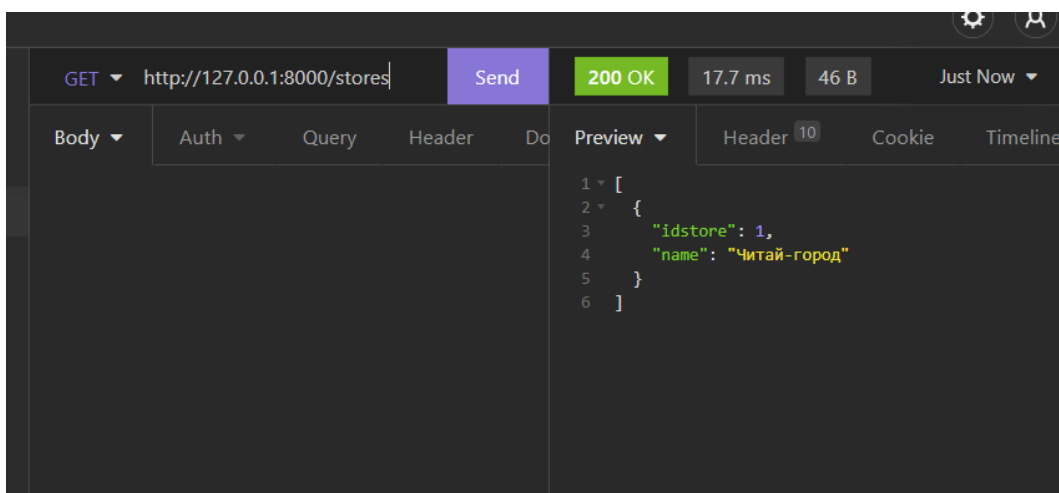 GET http://127.0.0.1:8000/stores Send 200 OK 17.7 ms 46 B Just Now
Body Auth Query Header Do Preview Header 10 Cookie Timeline
1 [
2 {
3 "idstore": 1,
4 "name": "Читай-город"
5 }
6 ]